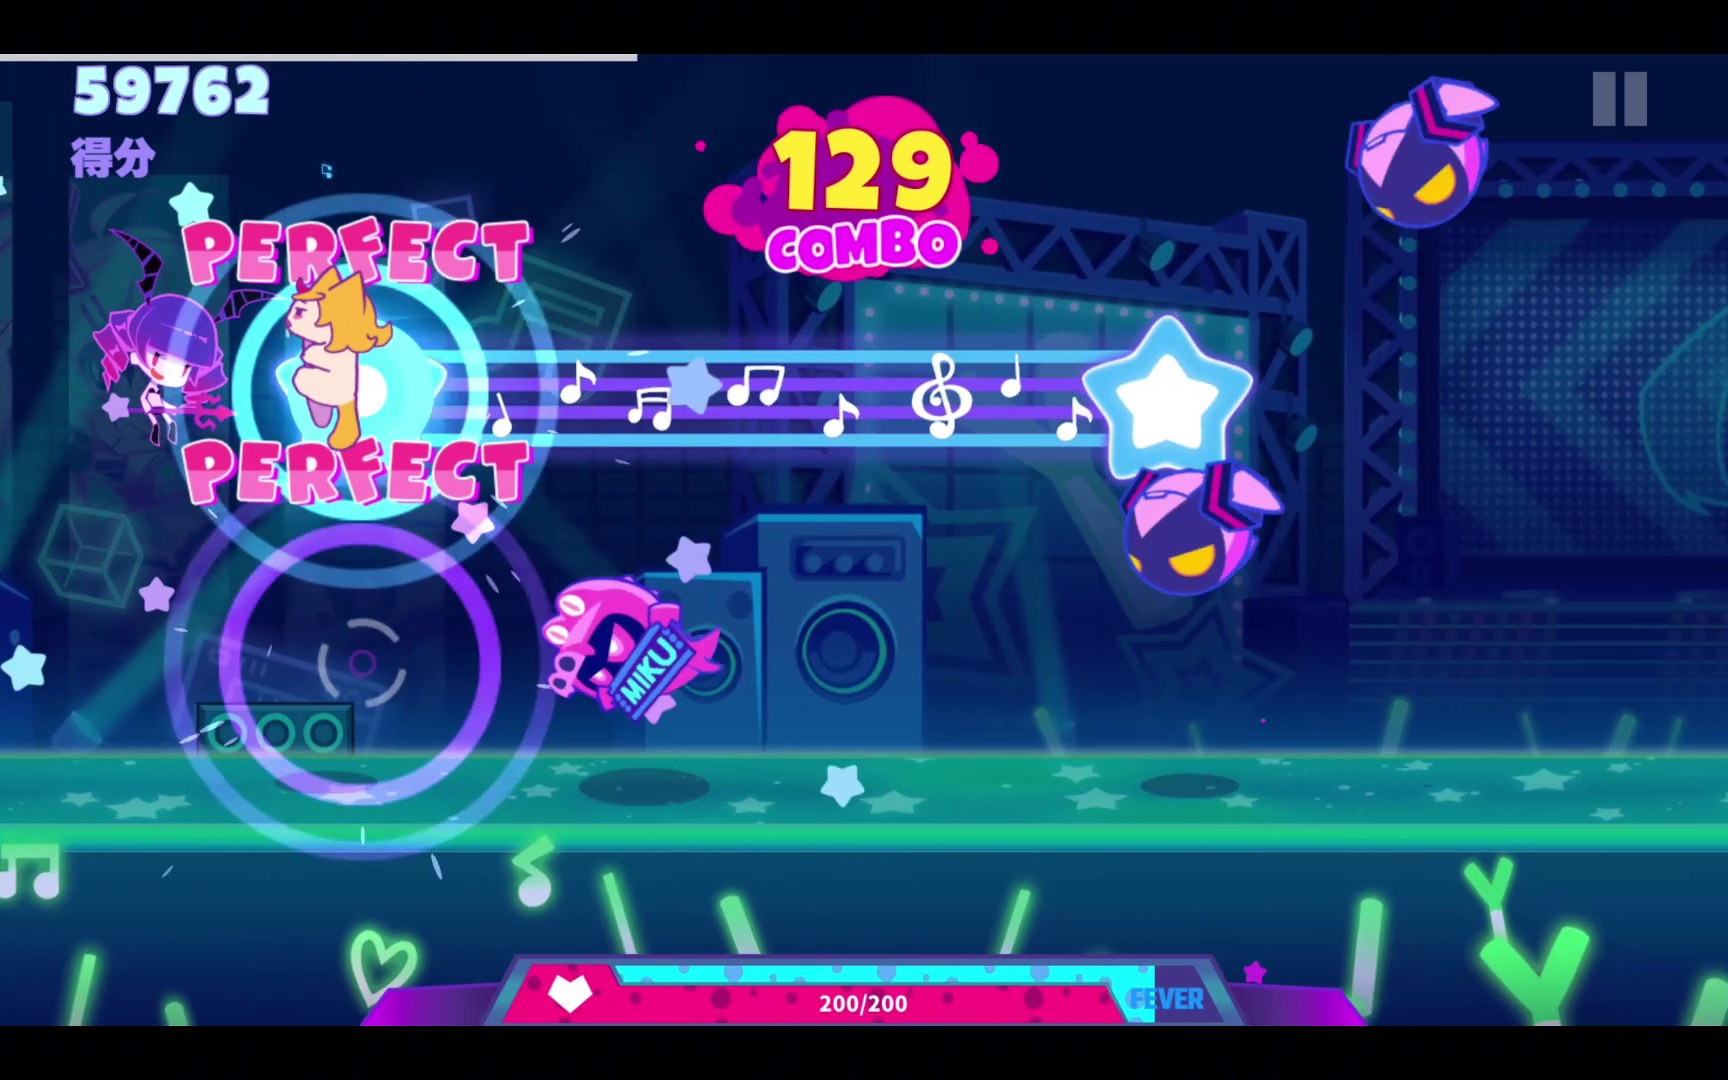 59762
得分
129
COMBO
PERFECT
PERFECT
MIKU
200/200
FEVER